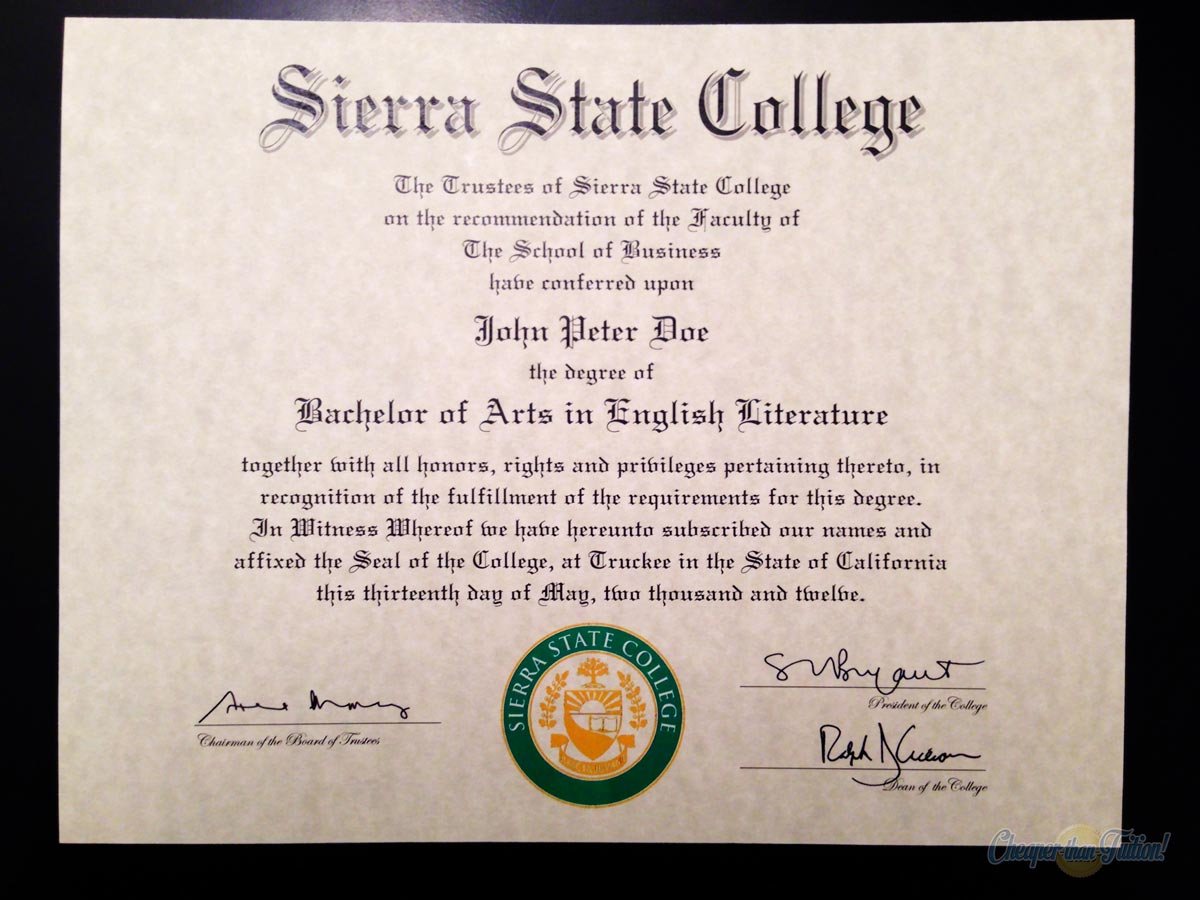 Sierra State College
The Trustees of Sierra State College
on the recommendation of the Faculty of
The School of Business
have conferred upon
John Peter Doe
the degree of
Bachelor of Arts in English Literature
together with all honors, rights and privileges pertaining thereto, in
recognition of the fulfillment of the requirements for this degree.
In Witness Whereof we have hereunto subscribed our names and
affixed the Seal of the College, at Truckee in the State of California
this thirteenth day of May, two thousand and twelve.
SIERRA STATE COLLEGE
Chairman of the Board of Trustees
President of the College
Ralph
Dean of the College
Cheaper-than-Tuition!